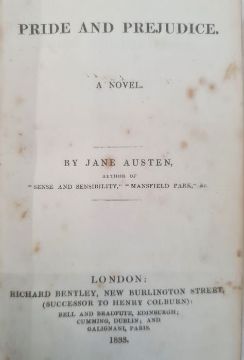 PRIDE AND PREJUDICE.
A NOVEL.
BY JANE AUSTEN,
AUTHOR OF
"SENSE AND SENSIBILITY," "MANSFIELD PARK," &c.
LONDON:
RICHARD BENTLEY, NEW BURLINGTON STREET,
(SUCCESSOR TO HENRY COLBURN):
BELL AND BRADFUTE, EDINBURGH;
CUMMING, DUBLIN; AND
GALIGNANI, PARIS.
1833.